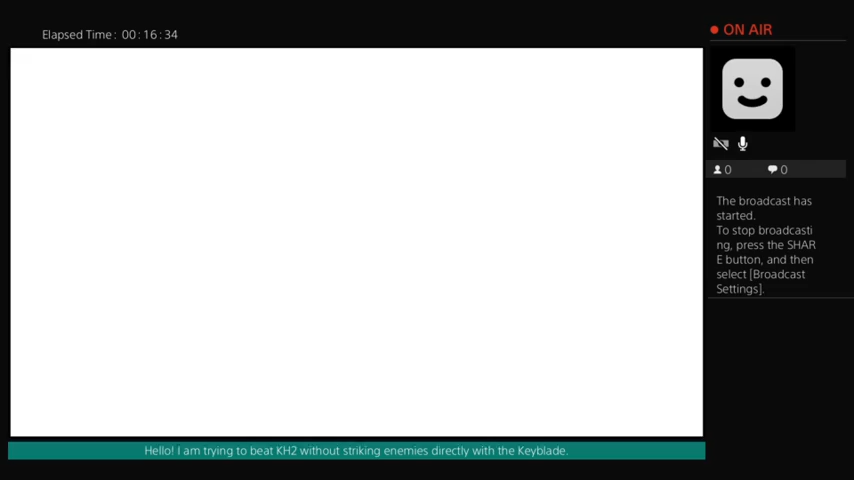 Elapsed Time: 00:16:34
ON AIR
0 0
The broadcast has
started.
To stop broadcasti
ng, press the SHAR
E button, and then
select [Broadcast
Settings].
Hello! I am trying to beat KH2 without striking enemies directly with the Keyblade.